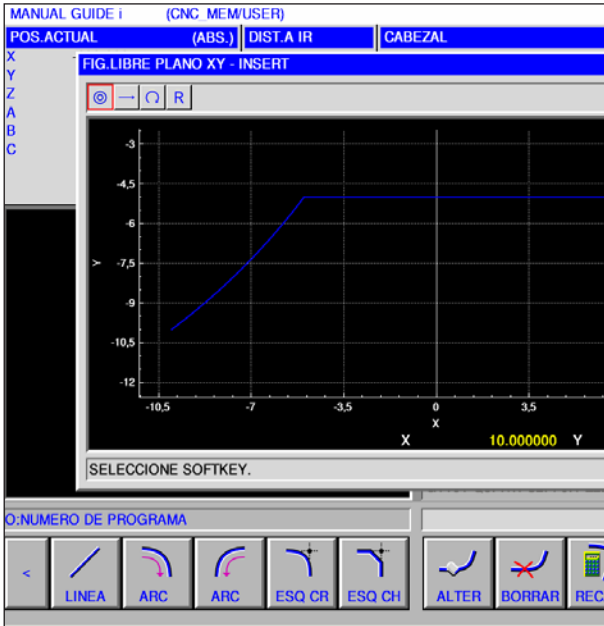 MANUAL GUIDE i (CNC_MEM/USER)
POS.ACTUAL (ABS.) DIST.A IR CABEZAL
X
Y
Z
A
B
C
FIG.LIBRE PLANO XY - INSERT
R
-3
-4,5
-6
Y -7,5
-9
-10,5
-12
-10,5 -7 -3,5 0 3,5
X
X 10.000000 Y
SELECCIONE SOFTKEY.
O:NUMERO DE PROGRAMA
< LINEA ARC ARC ESQ CR ESQ CH ALTER BORRAR